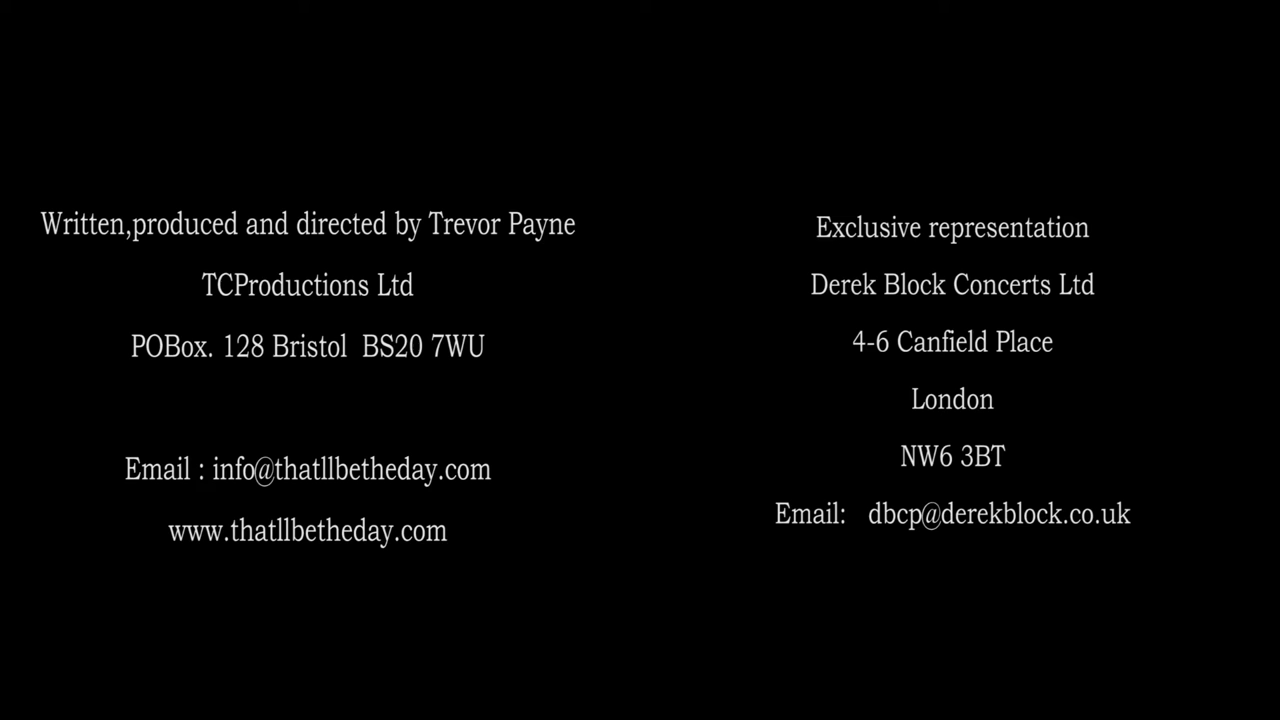 Written,produced and directed by Trevor Payne
TCProductions Ltd
POBox. 128 Bristol  BS20 7WU
Email : info@thatllbetheday.com
www.thatllbetheday.com
Exclusive representation
Derek Block Concerts Ltd
4-6 Canfield Place
London
NW6 3BT
Email:   dbcp@derekblock.co.uk